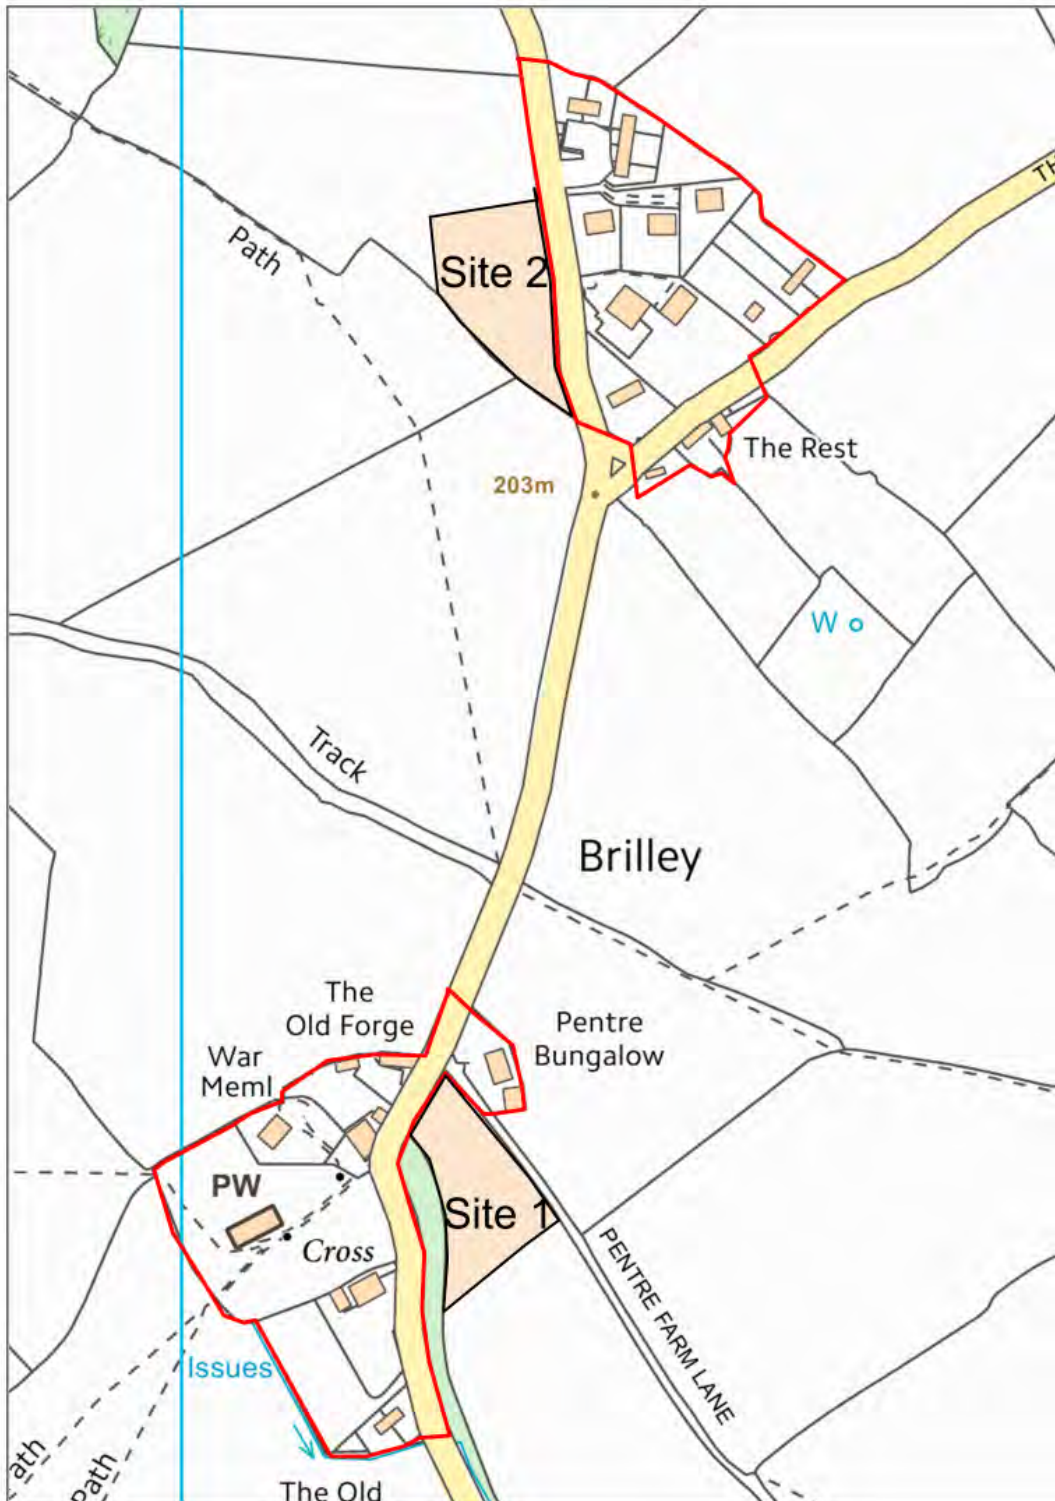 TH
Path
Site 2
The Rest
203m
W
Track
Brilley
The
Old Forge
Pentre
Bungalow
War
Meml
PW
Site 1
Cross
PENTRE FARM LANE
Issues
ath
Path
The Old